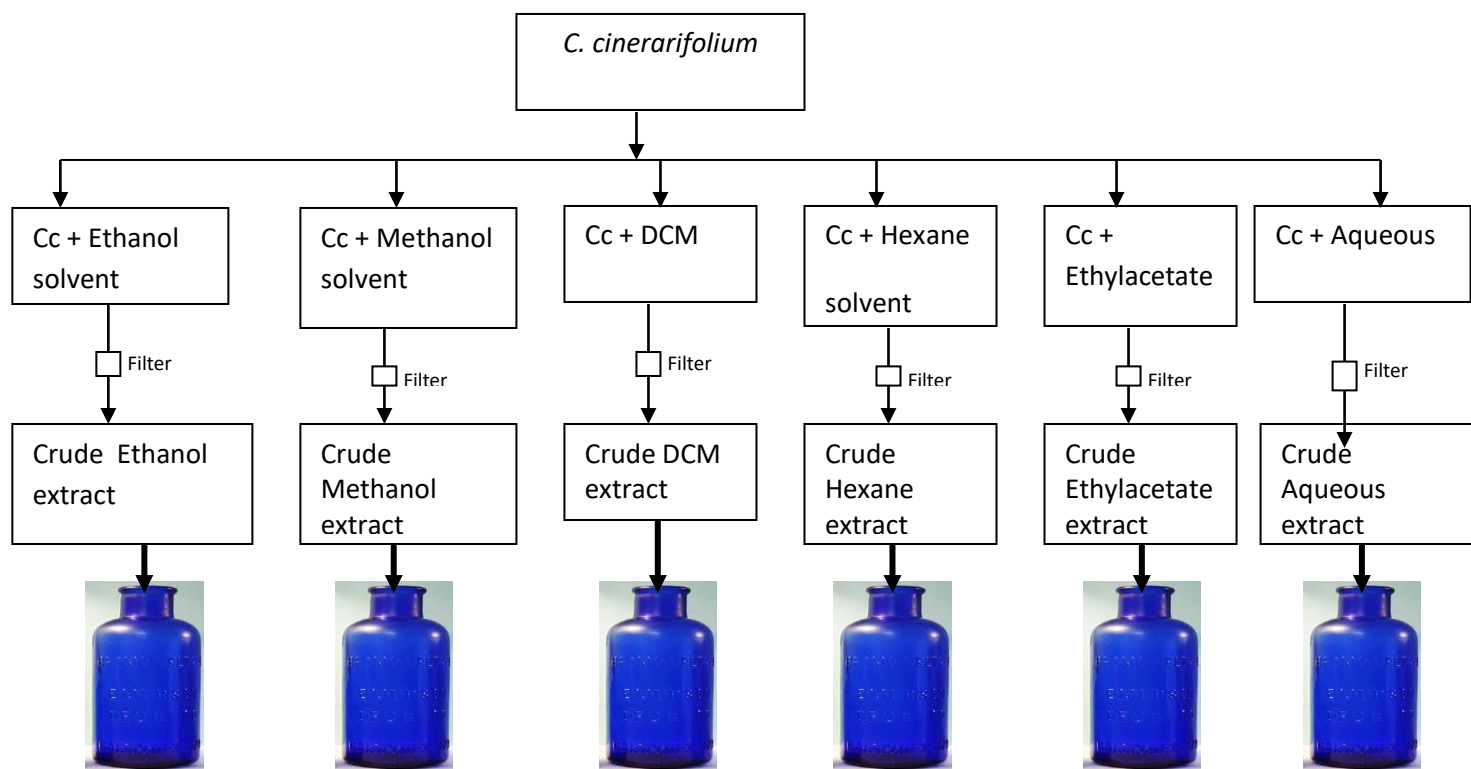 C. cinerarifolium
Cc + Ethanol
solvent
Cc + Methanol
solvent
Cc + DCM
Cc + Hexane
solvent
Cc +
Ethylacetate
Cc + Aqueous
Filter
Filter
Filter
Filter
Filter
Filter
Crude Ethanol
extract
Crude
Methanol
extract
Crude DCM
extract
Crude
Hexane
extract
Crude
Ethylacetate
extract
Crude
Aqueous
extract